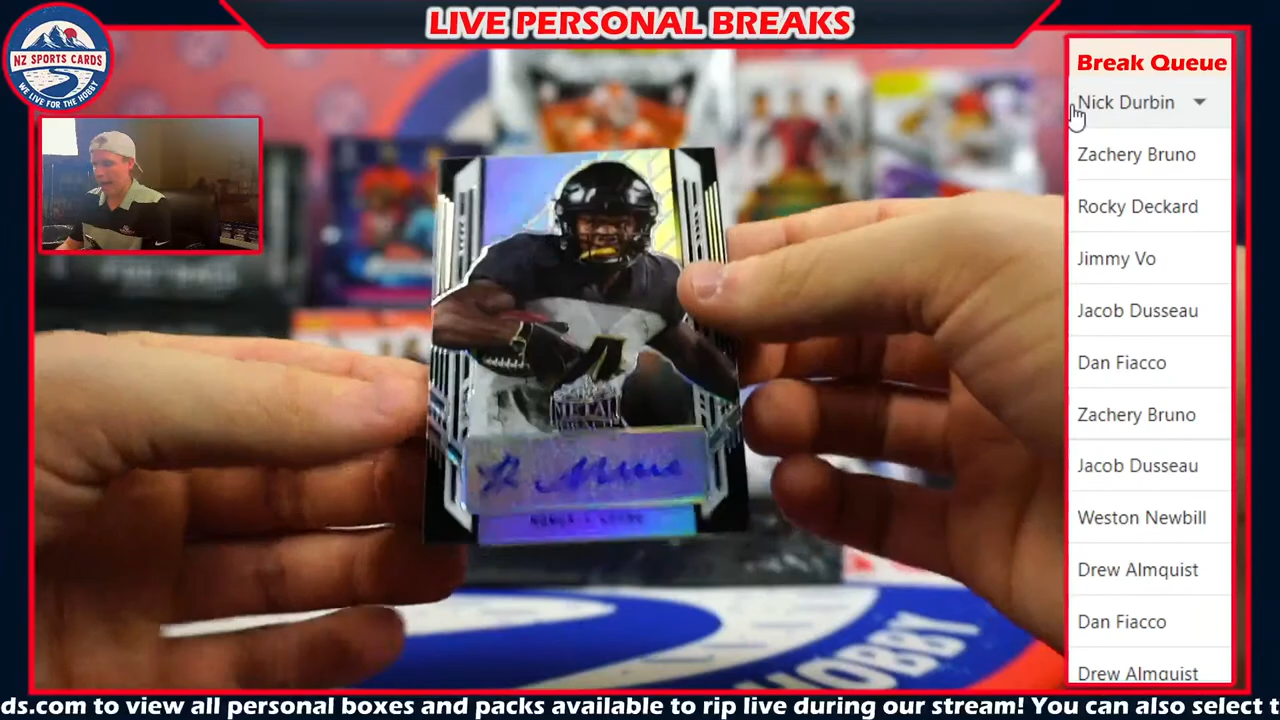 LIVE PERSONAL BREAKS
NZ SPORTS CARDS
WE LIVE FOR THE HOBBY
Break Queue
Nick Durbin
Zachery Bruno
Rocky Deckard
Jimmy Vo
Jacob Dusseau
Dan Fiacco
Zachery Bruno
Jacob Dusseau
Weston Newbill
Drew Almquist
Dan Fiacco
Drew Almquist
METAL
HOBBY
ds.com to view all personal boxes and packs available to rip live during our stream! You can also select t